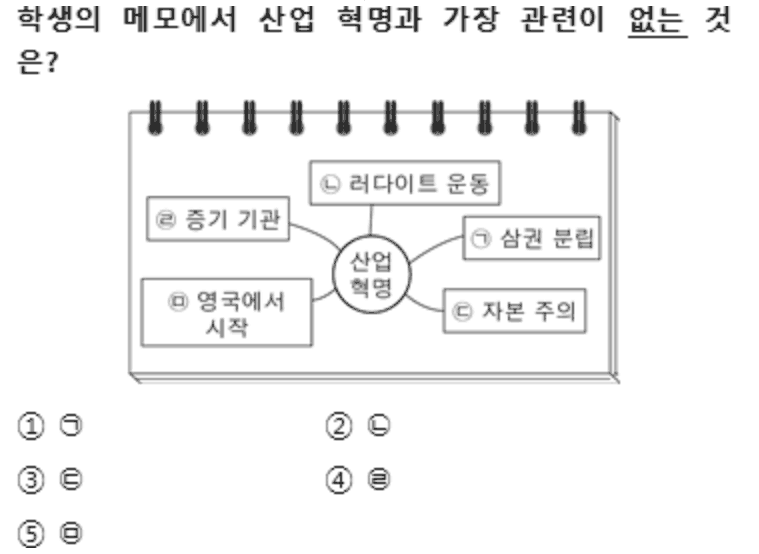 학생의 메모에서 산업 혁명과 가장 관련이 없는 것
은?
㉡ 러다이트 운동
㉣ 증기 기관
㉠ 삼권 분립
산업
혁명
㉤ 영국에서
시작
㉢ 자본 주의
① ㉠ ② ㉡
③ ㉢ ④ ㉣
⑤ ㉤